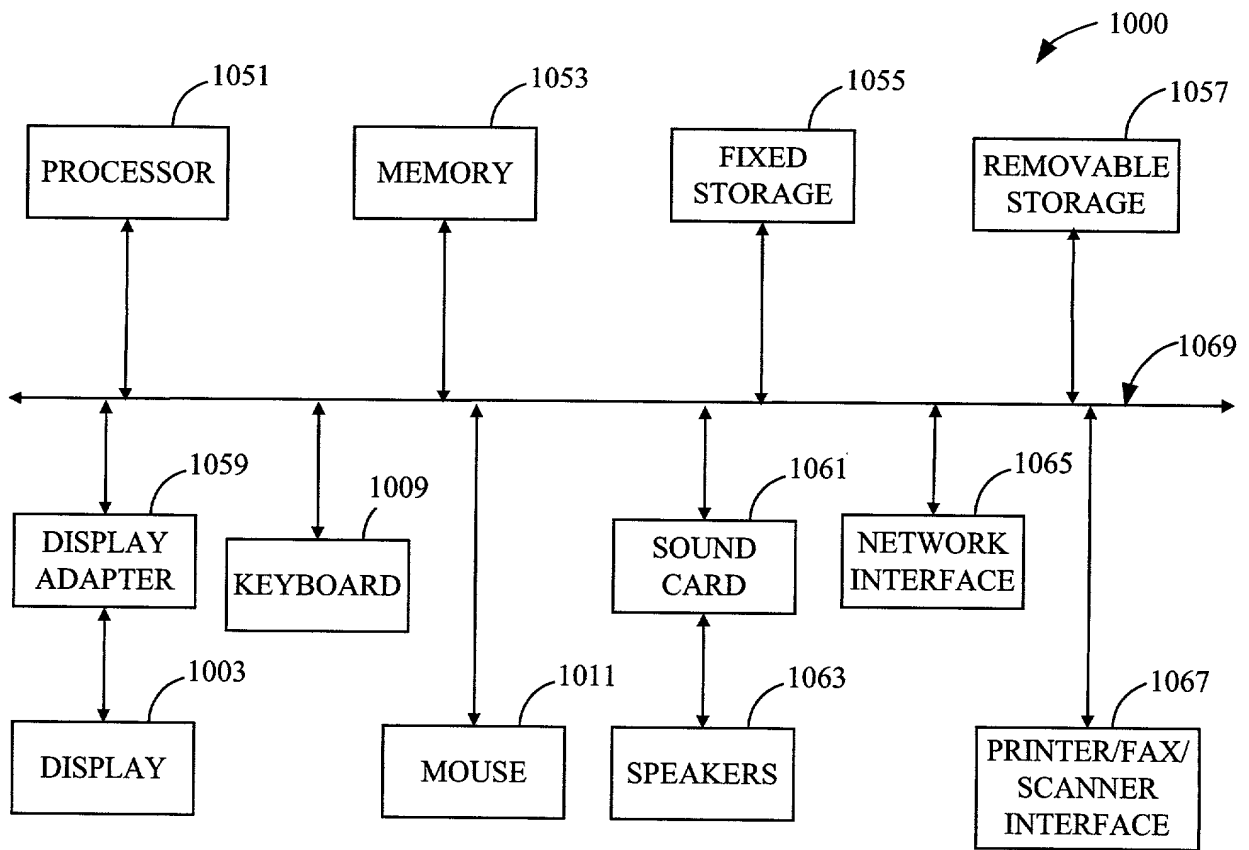 1000
1051
1053
1055
1057
PROCESSOR
MEMORY
FIXED
STORAGE
REMOVABLE
STORAGE
1069
1059
1009
1061
1065
DISPLAY
ADAPTER
KEYBOARD
SOUND
CARD
NETWORK
INTERFACE
1003
1011
1063
1067
DISPLAY
MOUSE
SPEAKERS
PRINTER/FAX/
SCANNER
INTERFACE